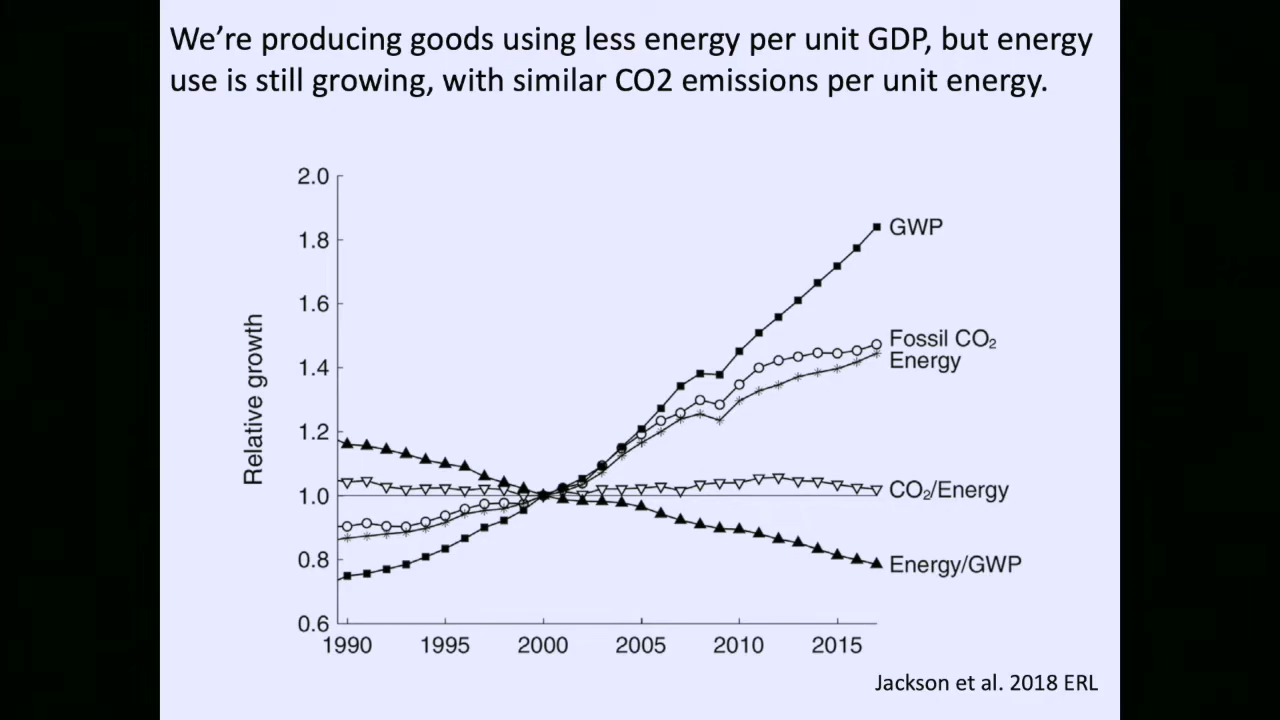 We’re producing goods using less energy per unit GDP, but energy
use is still growing, with similar CO2 emissions per unit energy.
2.0
1.8
1.6
1.4
1.2
1.0
0.8
0.6
Relative growth
GWP
Fossil CO₂
Energy
CO₂/Energy
Energy/GWP
1990 1995 2000 2005 2010 2015
Jackson et al. 2018 ERL